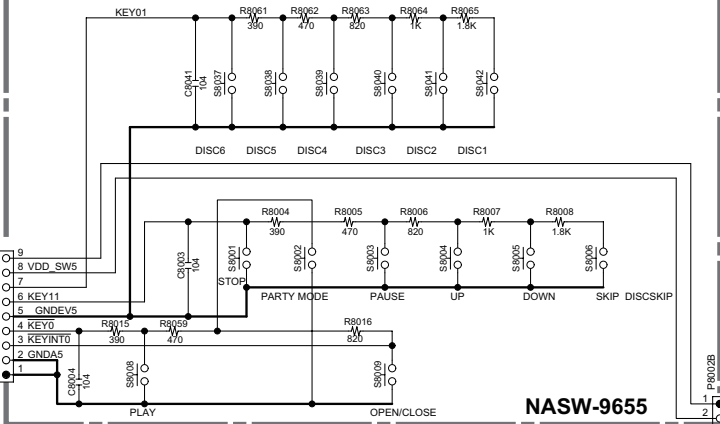 KEY01
R8061 R8062 R8063 R8064 R8065
390 470 820 1K 1.8K
C8041
104
S8037
S8038
S8039
S8040
S8041
S8042
DISC6 DISC5 DISC4 DISC3 DISC2 DISC1
R8004 R8005 R8006 R8007 R8008
390 470 820 1K 1.8K
C8003
104
S8001
S8002
S8003
S8004
S8005
S8006
STOP
PARTY MODE PAUSE UP DOWN SKIP DISCSKIP
9
8 VDD_SW5
7
6 KEY11
5 GNDEV5
4 KEY0
3 KEYINT0
2 GNDA5
1
R8015 R8059 R8016
390 470 820
C8004
104
S8008
S8009
PLAY OPEN/CLOSE
NASW-9655
P8002B
1
2